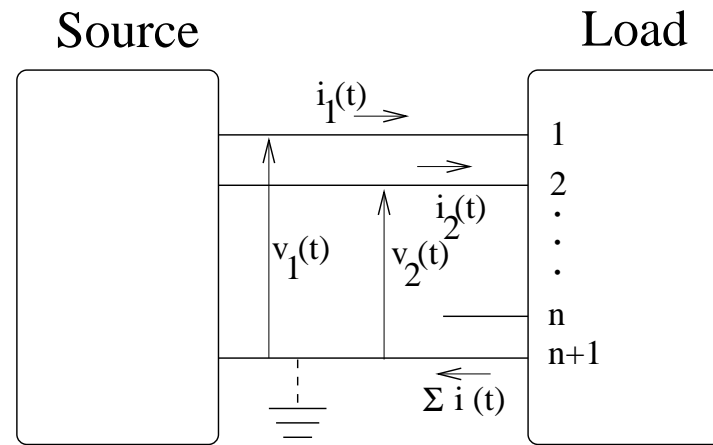 Source
Load
i1(t)
1
2
i2(t)
v1(t)
v2(t)
n
n+1
Σ i (t)